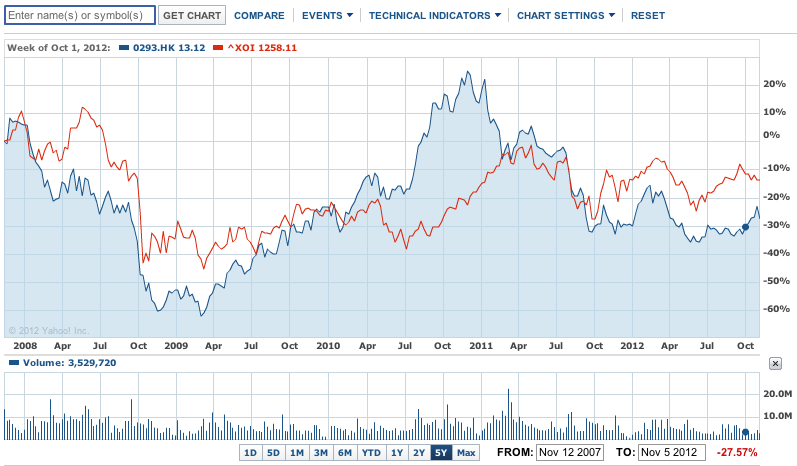 Enter name(s) or symbol(s) GET CHART COMPARE EVENTS TECHNICAL INDICATORS CHART SETTINGS RESET
Week of Oct 1, 2012: 0293.HK 13.12 ^XOI 1258.11
20%
10%
0%
-10%
-20%
-30%
-40%
-50%
-60%
© 2012 Yahoo! Inc.
2008 Apr Jul Oct 2009 Apr Jul Oct 2010 Apr Jul Oct 2011 Apr Jul Oct 2012 Apr Jul Oct
Volume: 3,529,720
20.0M
10.0M
1D 5D 1M 3M 6M YTD 1Y 2Y 5Y Max FROM: Nov 12 2007 TO: Nov 5 2012 -27.57%